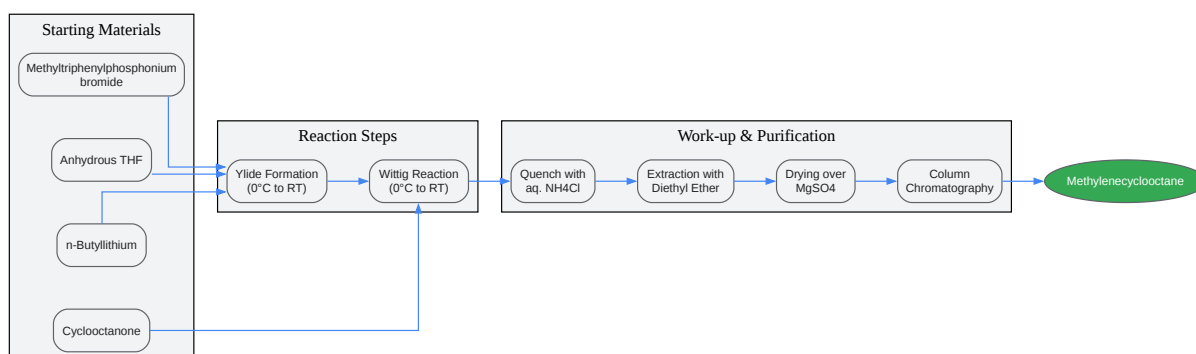 Starting Materials
Methyltriphenylphosphonium
bromide
Anhydrous THF
n-Butyllithium
Cyclooctanone
Reaction Steps
Ylide Formation
(0°C to RT)
Wittig Reaction
(0°C to RT)
Work-up & Purification
Quench with
aq. NH4Cl
Extraction with
Diethyl Ether
Drying over
MgSO4
Column
Chromatography
Methylenecyclooctane